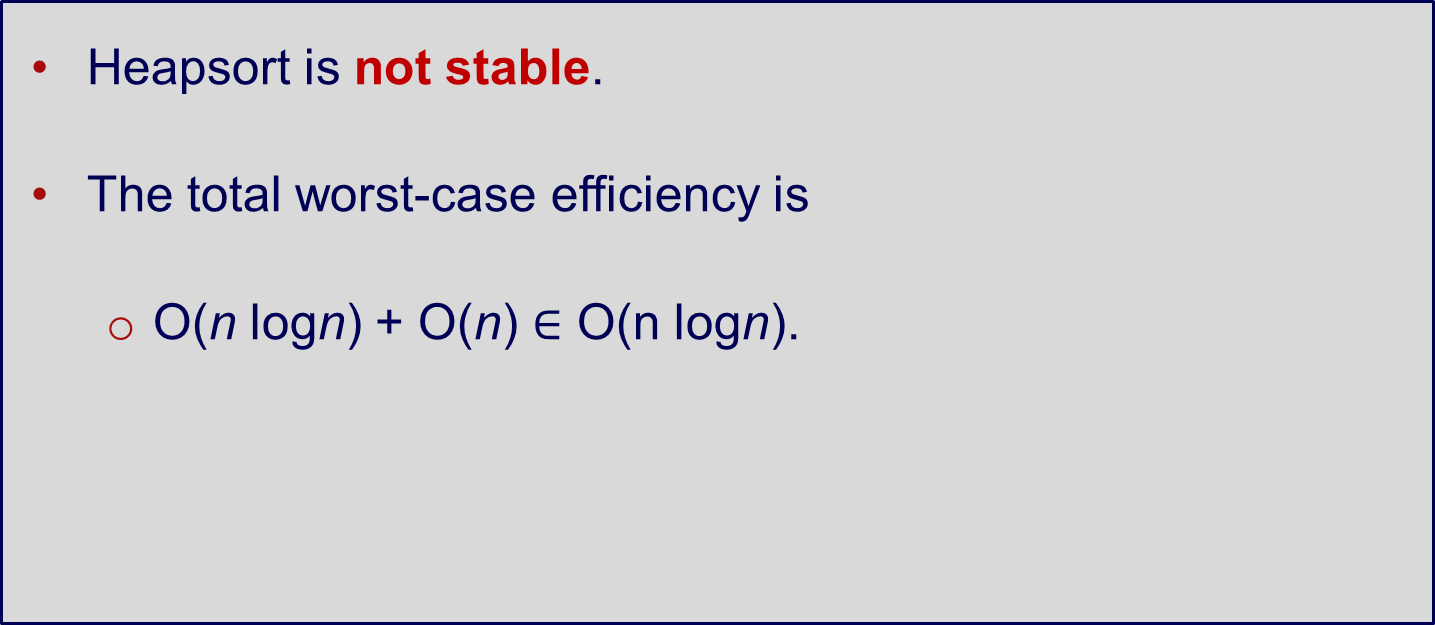 • Heapsort is not stable.
• The total worst-case efficiency is
o O(n logn) + O(n) ∈ O(n logn).